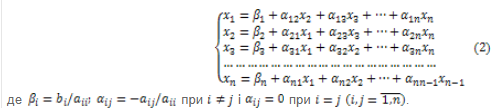 x₁ = β₁ + α₁₂x₂ + α₁₃x₃ + ⋯ + α₁ₙxₙ
x₂ = β₂ + α₂₁x₁ + α₂₃x₃ + ⋯ + α₂ₙxₙ
x₃ = β₃ + α₃₁x₁ + α₃₂x₂ + ⋯ + α₃ₙxₙ (2)
… … … … … … … … … … … … … … …
xₙ = βₙ + αₙ₁x₁ + αₙ₂x₂ + ⋯ + αₙₙ₋₁xₙ₋₁
де βᵢ = bᵢ/aᵢᵢ, αᵢⱼ = −aᵢⱼ/aᵢᵢ при i ≠ j і αᵢⱼ = 0 при i = j (i,j = 1,n̅).